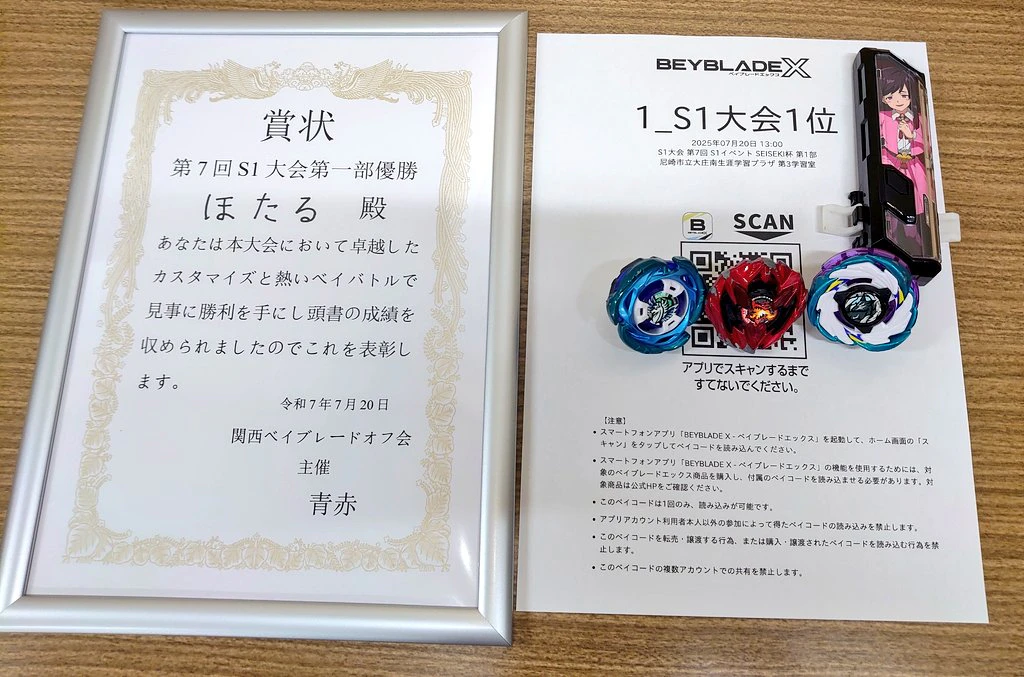 賞状
第7回S1大会第一部優勝
ほたる 殿
あなたは本大会において卓越した
カスタマイズと熱いベイバトルで
見事に勝利を手にし頭書の成績を
収められましたのでこれを表彰し
ます。
令和7年7月20日
関西ベイブレードオフ会
主催
青赤
BEYBLADE X
ベイブレードエックス
1_S1大会1位
2025年07月20日 13:00
S1大会 第7回 S1イベント SEISEKI杯 第1部
尼崎市立大庄南生涯学習プラザ 第3学習室
B
SCAN
アプリでスキャンするまで
すてないでください。
【注意】
• スマートフォンアプリ「BEYBLADE X - ベイブレードエックス」を起動して、ホーム画面の「ス
キャン」をタップしてベイコードを読み込んでください。
• スマートフォンアプリ「BEYBLADE X - ベイブレードエックス」の機能を使用するためには、対
象のベイブレードエックス商品を購入し、付属のベイコードを読み込ませる必要があります。対
象商品は公式HPをご確認ください。
• このベイコードは1回のみ、読み込みが可能です。
• アプリアカウント利用者本人以外の参加によって得たベイコードの読み込みを禁止します。
• このベイコードを転売・譲渡する行為、または購入・譲渡されたベイコードを読み込む行為を禁
止します。
• このベイコードの複数アカウントでの共有を禁止します。